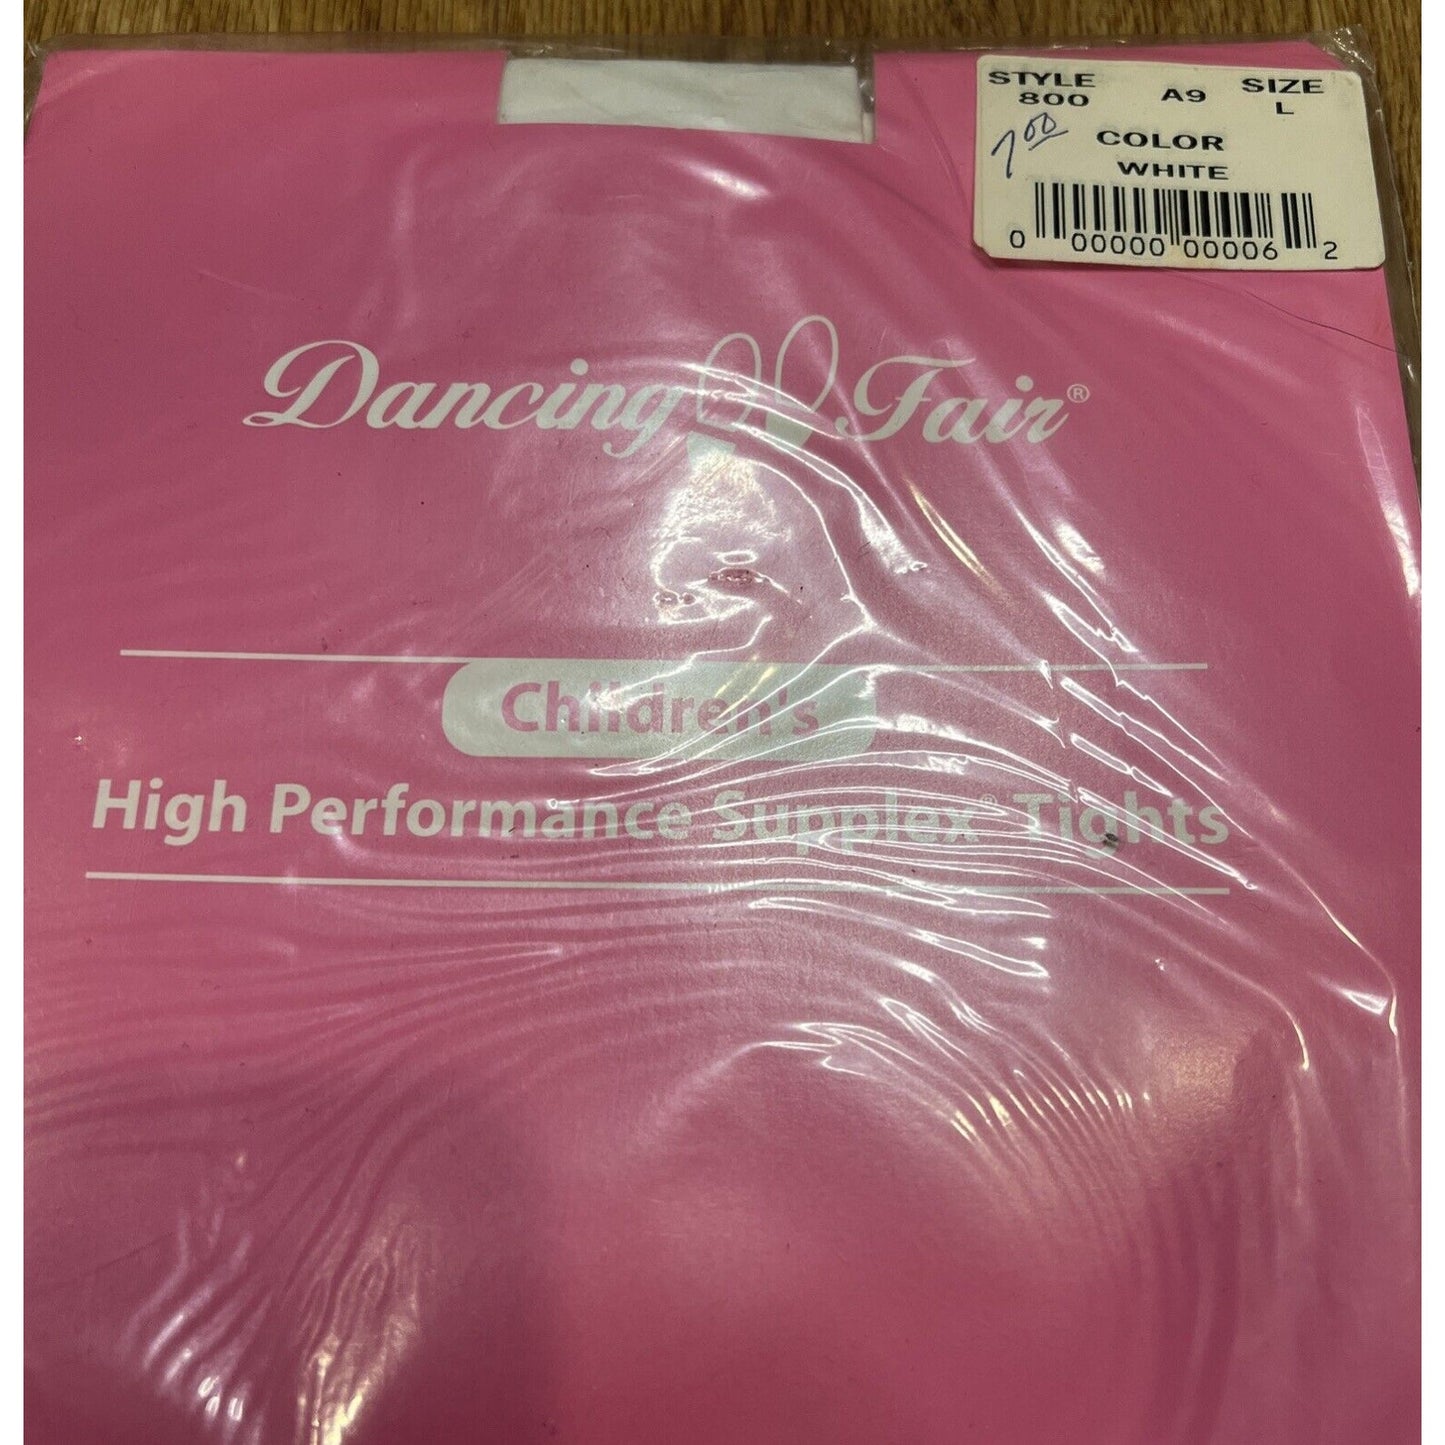 STYLE A9 SIZE
800 L
7.00 COLOR
WHITE
0 00000 00006 2
Dancing Fair®
Children's
High Performance Supplex® Tights